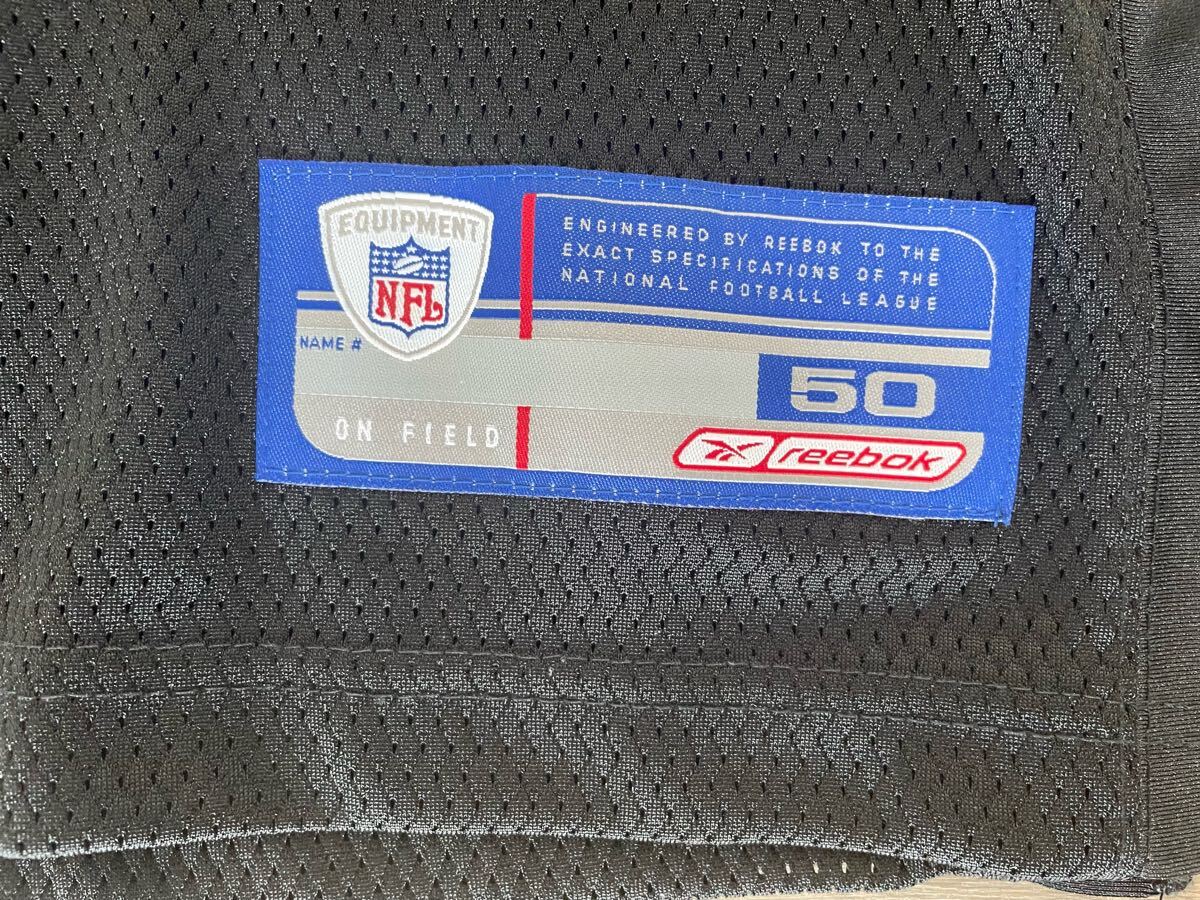 EQUIPMENT
NFL
ENGINEERED BY REEBOK TO THE
EXACT SPECIFICATIONS OF THE
NATIONAL FOOTBALL LEAGUE
NAME #
50
ON FIELD
reebok